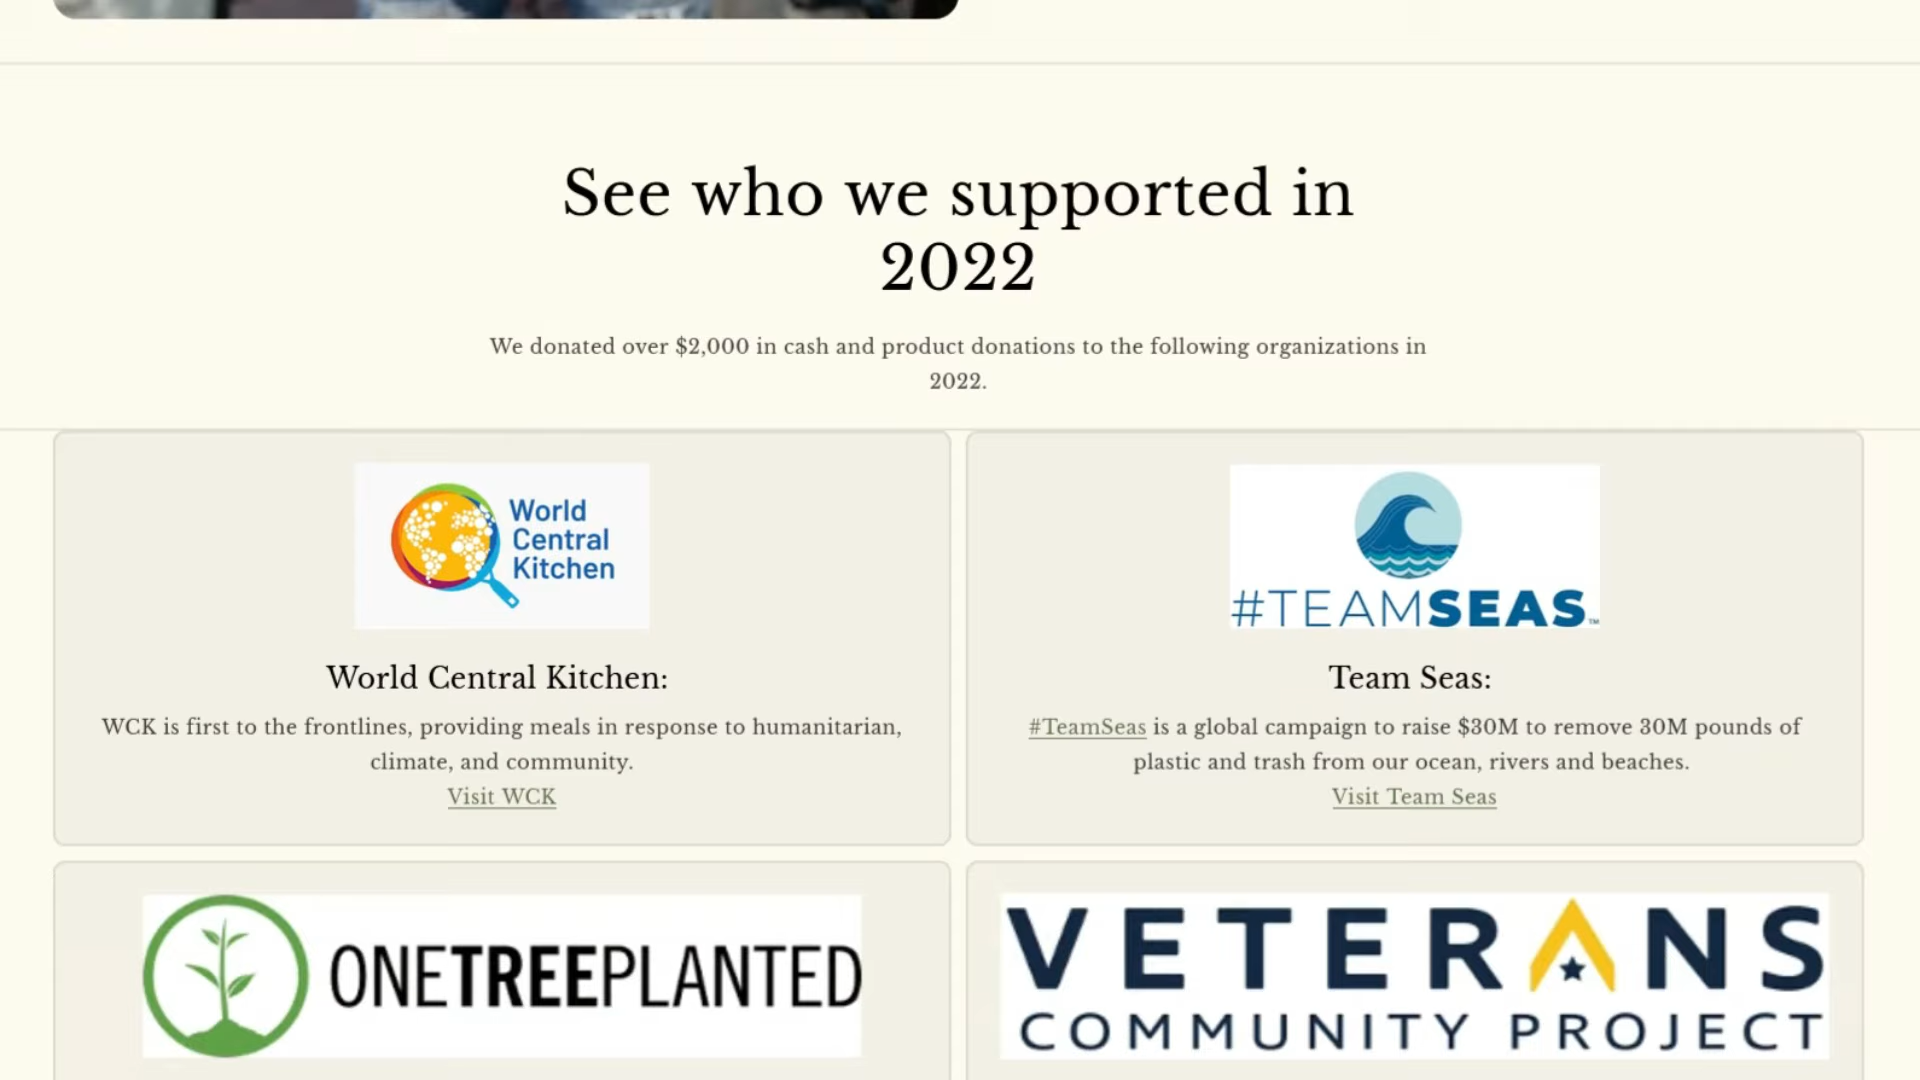 See who we supported in
2022
We donated over $2,000 in cash and product donations to the following organizations in
2022.
World
Central
Kitchen
World Central Kitchen:
WCK is first to the frontlines, providing meals in response to humanitarian,
climate, and community.
Visit WCK
#TEAMSEAS™
Team Seas:
#TeamSeas is a global campaign to raise $30M to remove 30M pounds of
plastic and trash from our ocean, rivers and beaches.
Visit Team Seas
ONETREEPLANTED
VETERANS
COMMUNITY PROJECT